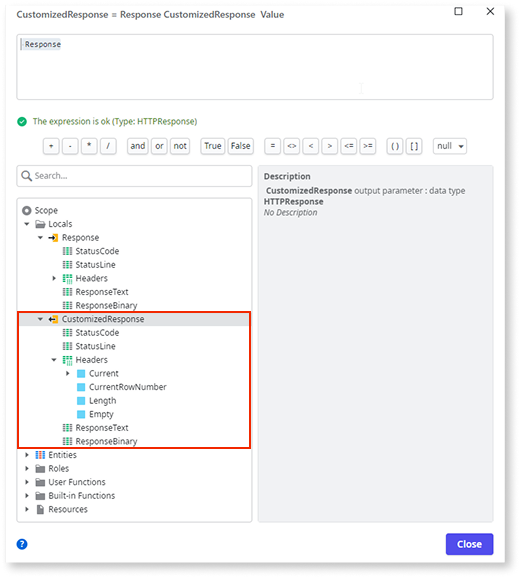 CustomizedResponse = Response CustomizedResponse Value
Response
The expression is ok (Type: HTTPResponse)
+ - * / and or not True False = <> < > <= >= ( ) [ ] null
Search...
Description
CustomizedResponse output parameter : data type
HTTPResponse
No Description
Scope
Locals
Response
StatusCode
StatusLine
Headers
ResponseText
ResponseBinary
CustomizedResponse
StatusCode
StatusLine
Headers
Current
CurrentRowNumber
Length
Empty
ResponseText
ResponseBinary
Entities
Roles
User Functions
Built-in Functions
Resources
?
Close